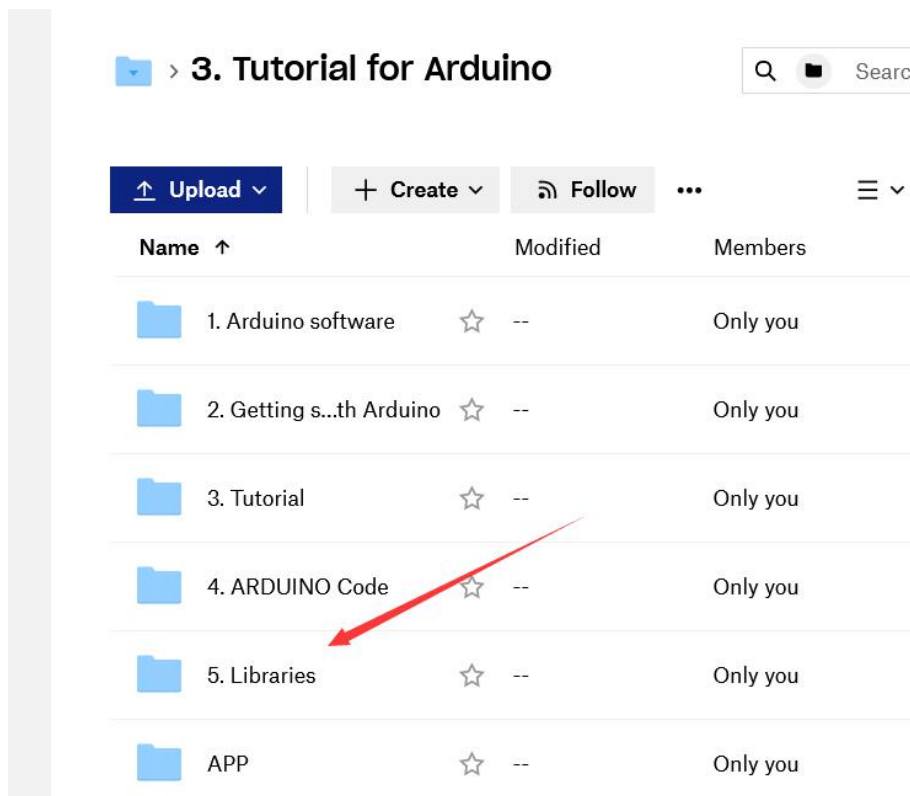 3. Tutorial for Arduino
Searc
Upload Create Follow
Name Modified Members
1. Arduino software -- Only you
2. Getting s...th Arduino -- Only you
3. Tutorial -- Only you
4. ARDUINO Code -- Only you
5. Libraries -- Only you
APP -- Only you